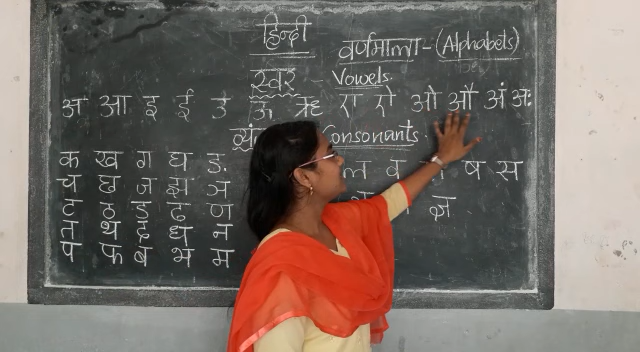 हिन्दी
वर्णमाला-(Alphabets)
स्वर - Vowels
अ आ इ ई उ ऊ ऋ ए ऐ ओ औ अं अः
Consonants
क ख ग घ ङ ल व ष स
च छ ज झ ञ ज्ञ
ट ठ ड ढ ण
त थ द ध न
प फ ब भ म